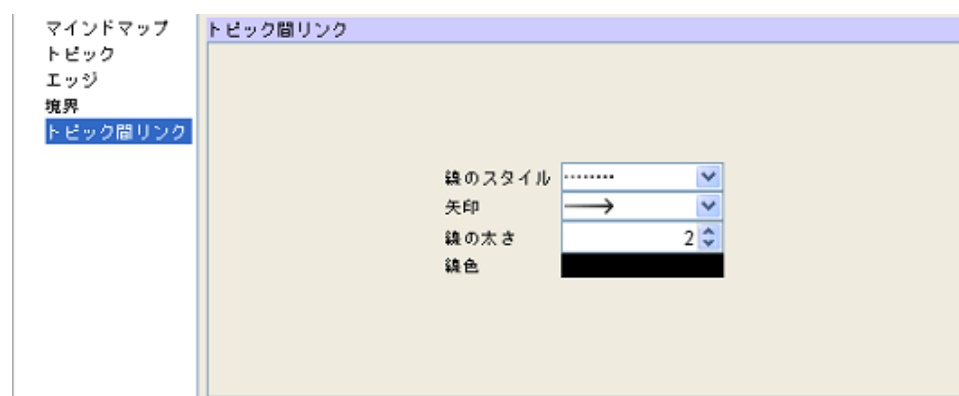 マインドマップ
トピック
エッジ
境界
トピック間リンク
トピック間リンク
線のスタイル
矢印
線の太さ
2
線色